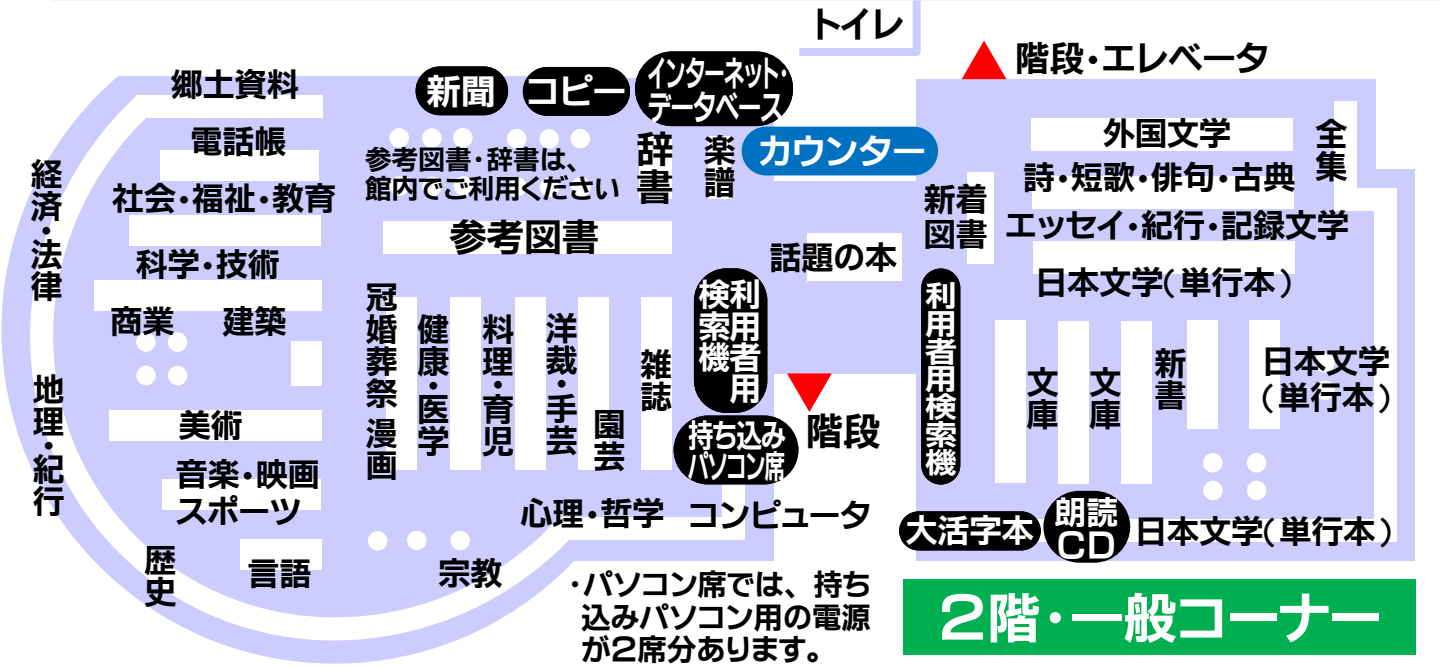 トイレ
階段・エレベータ
郷土資料
新聞
コピー
インターネット・
データベース
電話帳
参考図書・辞書は、
館内でご利用ください
辞書
楽譜
カウンター
外国文学
全集
経済・法律
社会・福祉・教育
詩・短歌・俳句・古典
新着
図書
エッセイ・紀行・記録文学
参考図書
話題の本
科学・技術
日本文学(単行本)
商業
建築
冠婚葬祭
漫画
健康・医学
料理・育児
洋裁・手芸
園芸
雑誌
利用者用
検索機
利用者用検索機
文庫
文庫
新書
日本文学
(単行本)
地理・紀行
美術
階段
持ち込み
パソコン席
音楽・映画
スポーツ
心理・哲学
コンピュータ
大活字本
朗読
CD
日本文学(単行本)
歴史
言語
宗教
・パソコン席では、持ち
込みパソコン用の電源
が2席分あります。
2階・一般コーナー